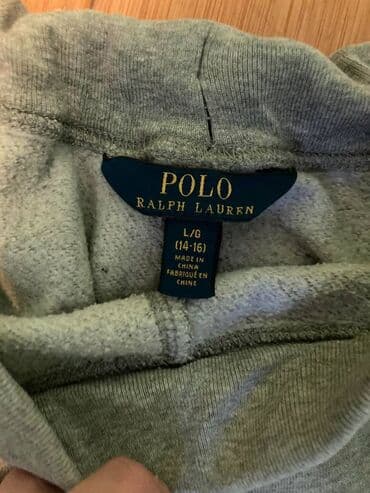 POLO
RALPH LAUREN
L/G
(14-16)
MADE IN
CHINA
FABRIQUÉ EN
CHINE